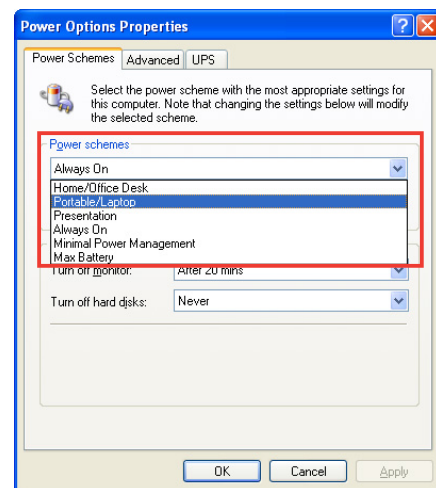 Power Options Properties
Power Schemes Advanced UPS
Select the power scheme with the most appropriate settings for
this computer. Note that changing the settings below will modify
the selected scheme.
Power schemes
Always On
Home/Office Desk
Portable/Laptop
Presentation
Always On
Minimal Power Management
Max Battery
Turn off monitor: After 20 mins
Turn off hard disks: Never
OK Cancel Apply